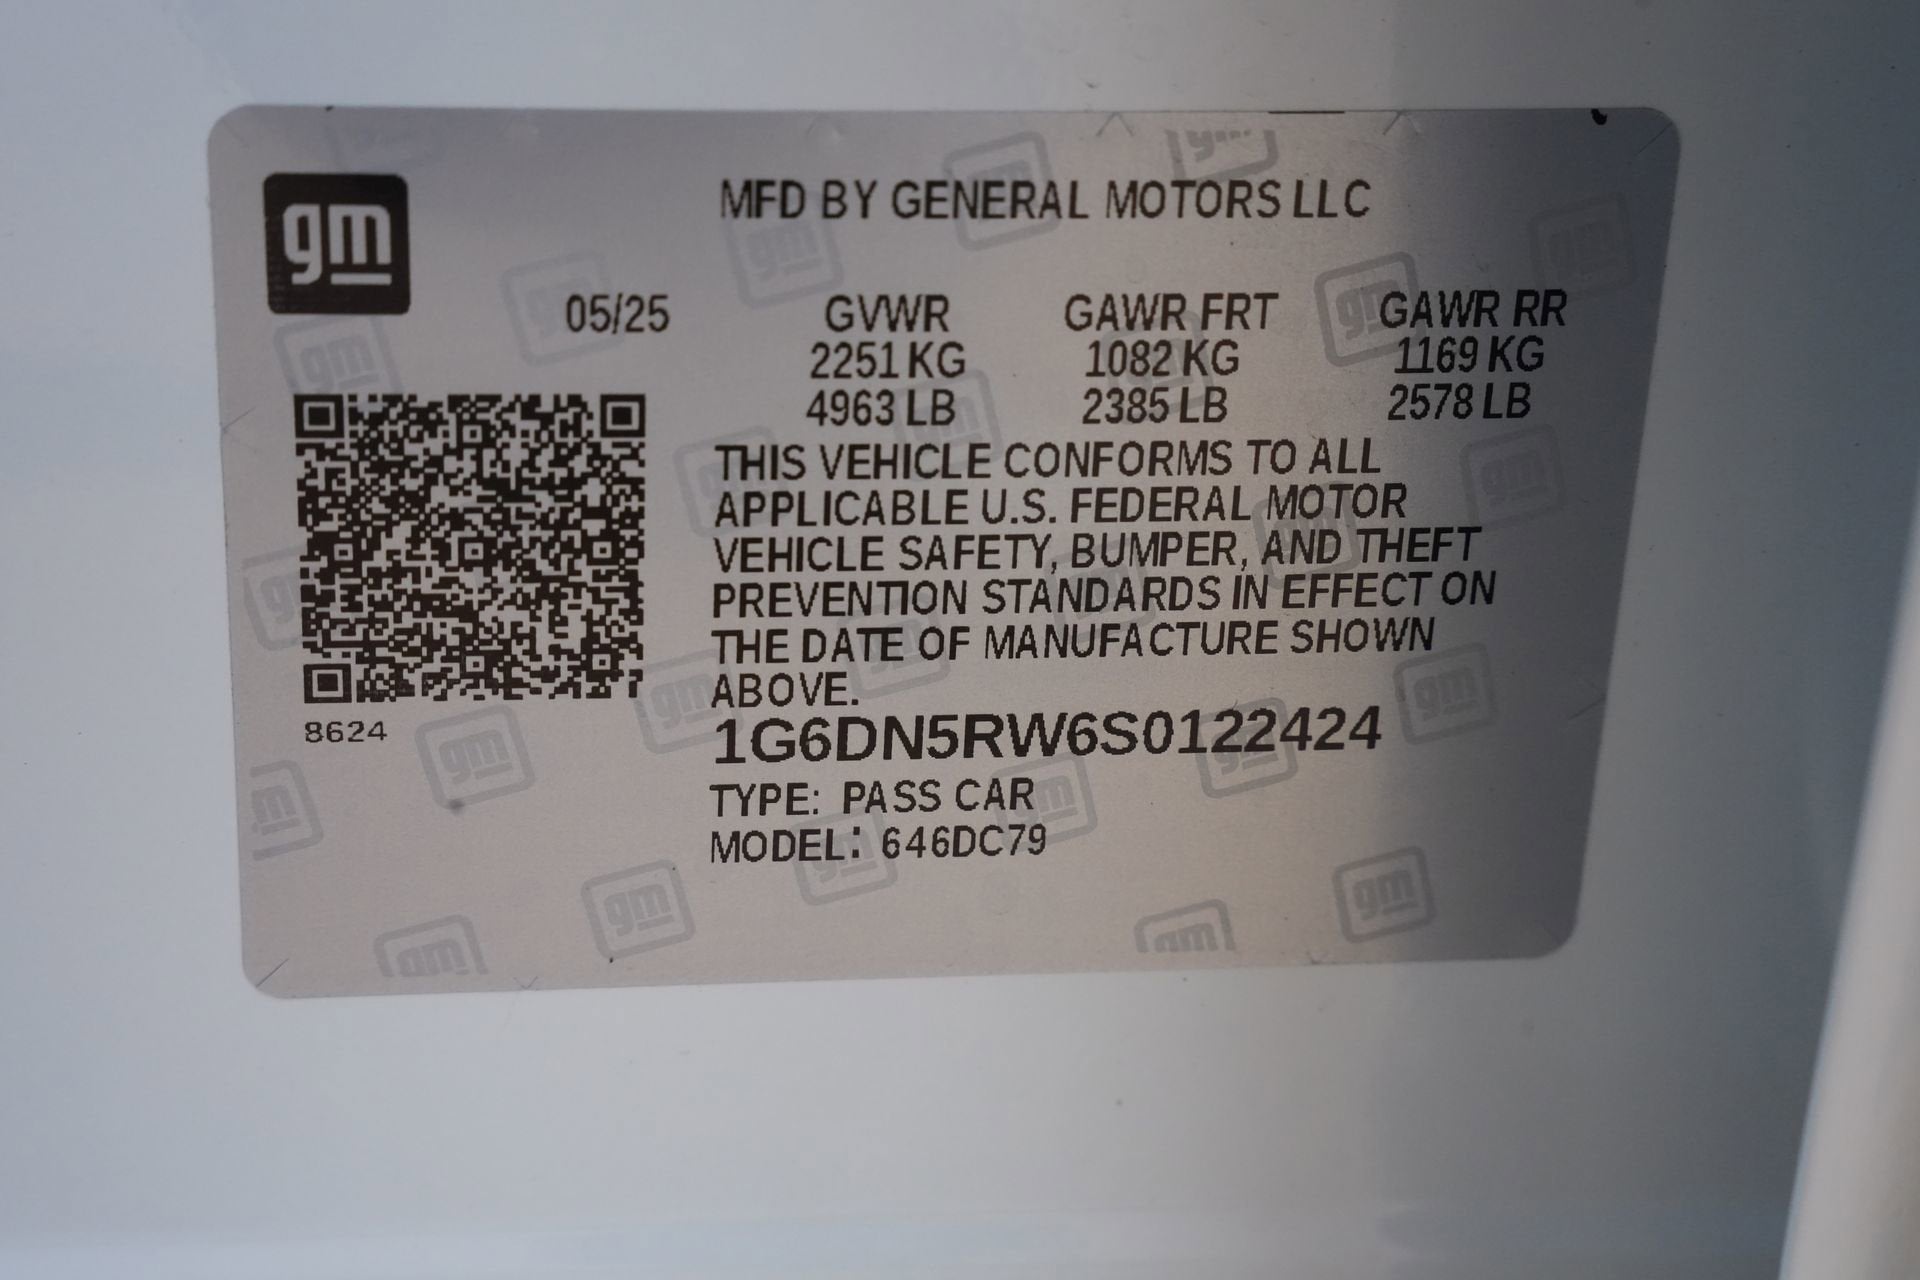 gm
MFD BY GENERAL MOTORS LLC
05/25 GVWR GAWR FRT GAWR RR
2251 KG 1082 KG 1169 KG
4963 LB 2385 LB 2578 LB
THIS VEHICLE CONFORMS TO ALL
APPLICABLE U.S. FEDERAL MOTOR
VEHICLE SAFETY, BUMPER, AND THEFT
PREVENTION STANDARDS IN EFFECT ON
THE DATE OF MANUFACTURE SHOWN
ABOVE.
8624
1G6DN5RW6S0122424
TYPE: PASS CAR
MODEL: 646DC79